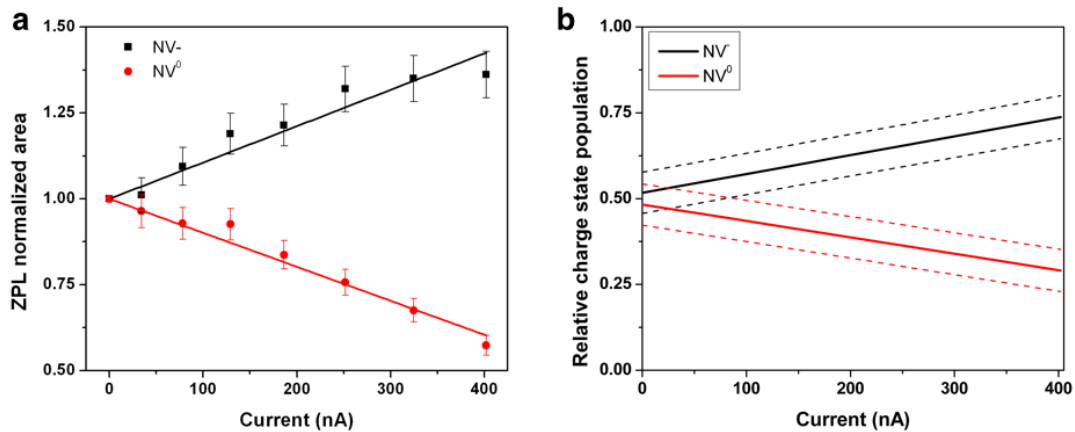 a
1.50
1.25
1.00
0.75
0.50
ZPL normalized area
NV-
NV⁰
0 100 200 300 400
Current (nA)
b
1.00
0.75
0.50
0.25
0.00
Relative charge state population
NV⁻
NV⁰
0 100 200 300 400
Current (nA)